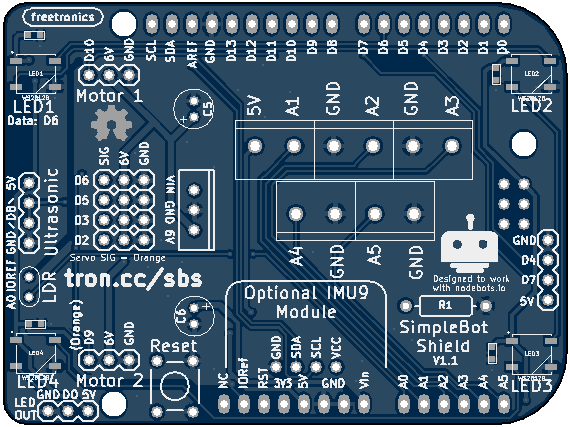 freetronics
SCL SDA AREF GND D13 D12 D11 D10 D9 D8 D7 D6 D5 D4 D3 D2 D1 D0
D10 6V GND
LED1
LED1
WS2812B
Data: D6
Motor 1
C5
5V A1 GND A2 GND A3
LED2
WS2812B
LED2
SIG 6V GND
5V
D8
GND
Ultrasonic
D6
D5
D3
D2
Servo SIG - Orange
VIN GND 6V
A4 GND A5 GND
GND
D4
D7
5V
A0 IOREF
LDR
tron.cc/sbs
Designed to work
with nodebots.io
Optional IMU9
Module
R1
SimpleBot
Shield
V1.1
C6
(Orange)
D9 6V GND
Reset
GND SDA SCL VCC
LED4
Motor 2
LED3
WS2812B
LED3
NC IORef RST 3V3 5V GND Vin A0 A1 A2 A3 A4 A5
GND DO 5V
LED
OUT